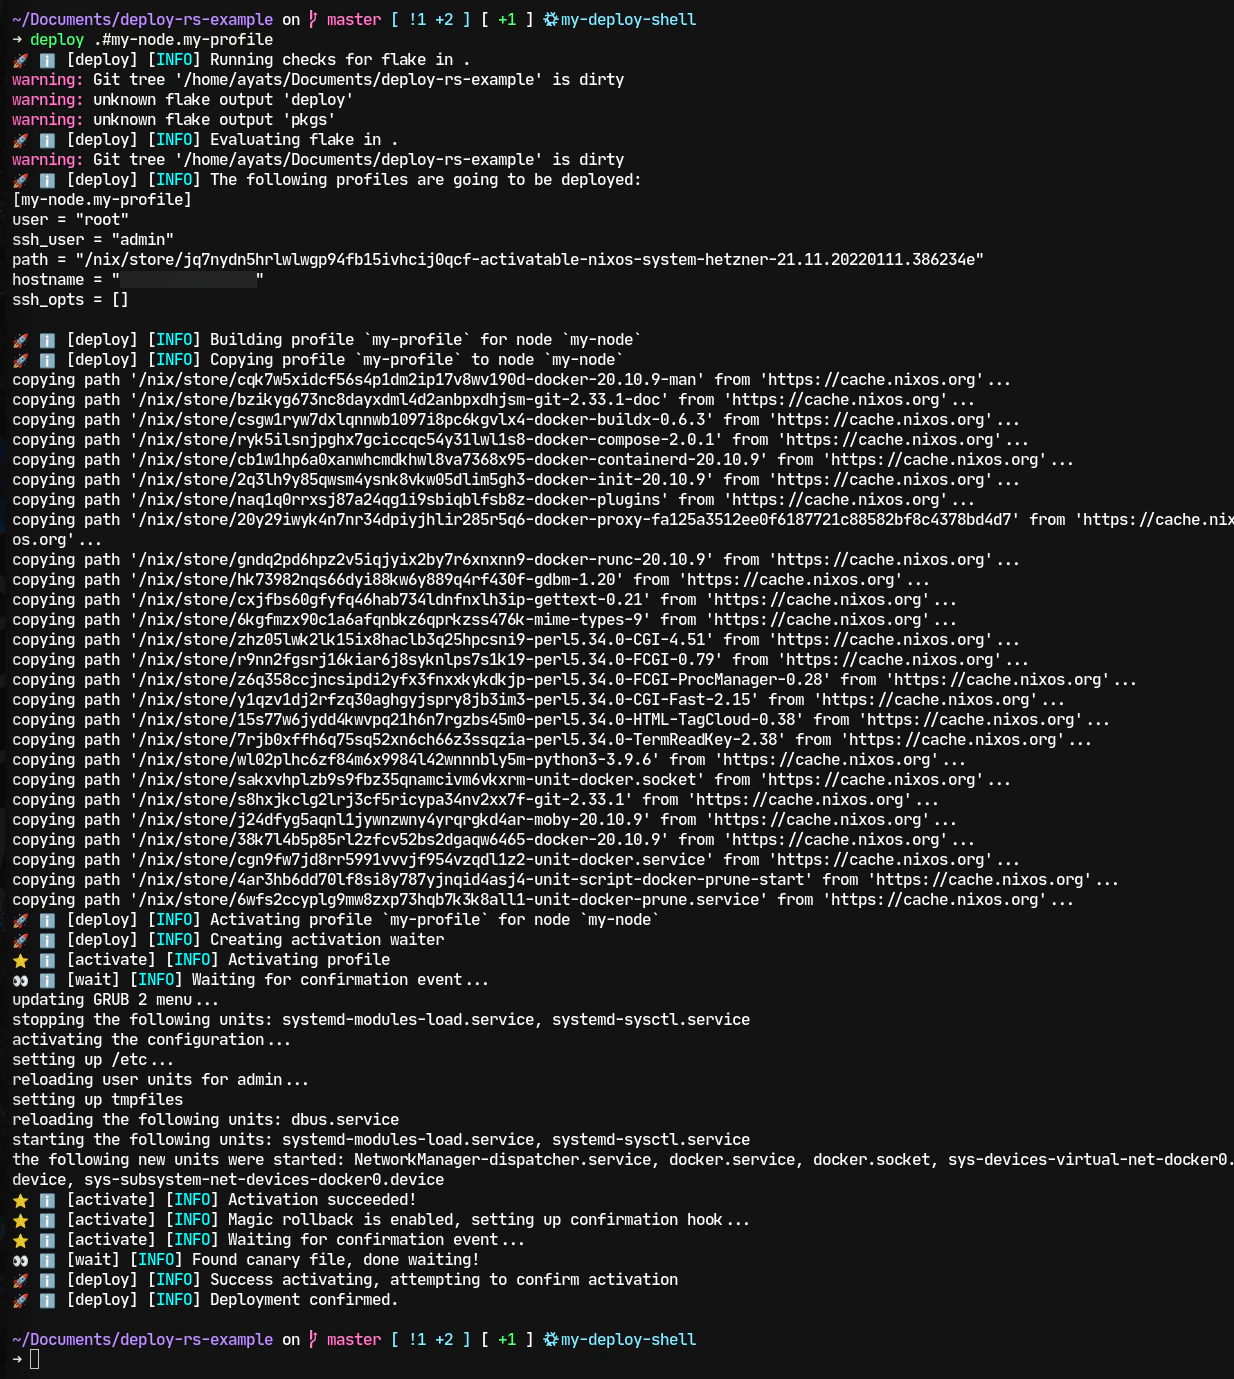 ~/Documents/deploy-rs-example on master [ !1 +2 ] [ +1 ] my-deploy-shell
→ deploy .#my-node.my-profile
🚀 ℹ️ [deploy] [INFO] Running checks for flake in .
warning: Git tree '/home/ayats/Documents/deploy-rs-example' is dirty
warning: unknown flake output 'deploy'
warning: unknown flake output 'pkgs'
🚀 ℹ️ [deploy] [INFO] Evaluating flake in .
warning: Git tree '/home/ayats/Documents/deploy-rs-example' is dirty
🚀 ℹ️ [deploy] [INFO] The following profiles are going to be deployed:
[my-node.my-profile]
user = "root"
ssh_user = "admin"
path = "/nix/store/jq7nydn5hrlwlwgp94fb15ivhcij0qcf-activatable-nixos-system-hetzner-21.11.20220111.386234e"
hostname = " "
ssh_opts = []
🚀 ℹ️ [deploy] [INFO] Building profile `my-profile` for node `my-node`
🚀 ℹ️ [deploy] [INFO] Copying profile `my-profile` to node `my-node`
copying path '/nix/store/cqk7w5xidcf56s4p1dm2ip17v8wv190d-docker-20.10.9-man' from 'https://cache.nixos.org'...
copying path '/nix/store/bzikyg673nc8dayxdml4d2anbpxdhjsm-git-2.33.1-doc' from 'https://cache.nixos.org'...
copying path '/nix/store/csgw1ryw7dxlqnnwb1097i8pc6kgvlx4-docker-buildx-0.6.3' from 'https://cache.nixos.org'...
copying path '/nix/store/ryk5ilsnjpghx7gciccqc54y31lwl1s8-docker-compose-2.0.1' from 'https://cache.nixos.org'...
copying path '/nix/store/cb1w1hp6a0xanwhcmdkhwl8va7368x95-docker-containerd-20.10.9' from 'https://cache.nixos.org'...
copying path '/nix/store/2q3lh9y85qwsm4ysnk8vkw05dlim5gh3-docker-init-20.10.9' from 'https://cache.nixos.org'...
copying path '/nix/store/naq1q0rrxsj87a24qg1i9sbiqblfsb8z-docker-plugins' from 'https://cache.nixos.org'...
copying path '/nix/store/20y29iwyk4n7nr34dpiyjhlir285r5q6-docker-proxy-fa125a3512ee0f6187721c88582bf8c4378bd4d7' from 'https://cache.nix
os.org'...
copying path '/nix/store/gndq2pd6hpz2v5iqjyix2by7r6xnxnn9-docker-runc-20.10.9' from 'https://cache.nixos.org'...
copying path '/nix/store/hk73982nqs66dyi88kw6y889q4rf430f-gdbm-1.20' from 'https://cache.nixos.org'...
copying path '/nix/store/cxjfbs60gfyfq46hab734ldnfnxlh3ip-gettext-0.21' from 'https://cache.nixos.org'...
copying path '/nix/store/6kgfmzx90c1a6afqnbkz6qprkzss476k-mime-types-9' from 'https://cache.nixos.org'...
copying path '/nix/store/zhz05lwk2lk15ix8haclb3q25hpcsni9-perl5.34.0-CGI-4.51' from 'https://cache.nixos.org'...
copying path '/nix/store/r9nn2fgsrj16kiar6j8syknlps7s1k19-perl5.34.0-FCGI-0.79' from 'https://cache.nixos.org'...
copying path '/nix/store/z6q358ccjncsipdi2yfx3fnxxkykdkjp-perl5.34.0-FCGI-ProcManager-0.28' from 'https://cache.nixos.org'...
copying path '/nix/store/y1qzv1dj2rfzq30aghgyjspry8jb3im3-perl5.34.0-CGI-Fast-2.15' from 'https://cache.nixos.org'...
copying path '/nix/store/15s77w6jydd4kwvpq21h6n7rgzbs45m0-perl5.34.0-HTML-TagCloud-0.38' from 'https://cache.nixos.org'...
copying path '/nix/store/7rjb0xffh6q75sq52xn6ch66z3ssqzia-perl5.34.0-TermReadKey-2.38' from 'https://cache.nixos.org'...
copying path '/nix/store/wl02plhc6zf84m6x9984l42wnnnbly5m-python3-3.9.6' from 'https://cache.nixos.org'...
copying path '/nix/store/sakxvhplzb9s9fbz35qnamcivm6vkxrm-unit-docker.socket' from 'https://cache.nixos.org'...
copying path '/nix/store/s8hxjkclg2lrj3cf5ricypa34nv2xx7f-git-2.33.1' from 'https://cache.nixos.org'...
copying path '/nix/store/j24dfyg5aqnl1jywnzwny4yrqrgkd4ar-moby-20.10.9' from 'https://cache.nixos.org'...
copying path '/nix/store/38k7l4b5p85rl2zfcv52bs2dgaqw6465-docker-20.10.9' from 'https://cache.nixos.org'...
copying path '/nix/store/cgn9fw7jd8rr5991vvvjf954vzqdl1z2-unit-docker.service' from 'https://cache.nixos.org'...
copying path '/nix/store/4ar3hb6dd70lf8si8y787yjnqid4asj4-unit-script-docker-prune-start' from 'https://cache.nixos.org'...
copying path '/nix/store/6wfs2ccyplg9mw8zxp73hqb7k3k8all1-unit-docker-prune.service' from 'https://cache.nixos.org'...
🚀 ℹ️ [deploy] [INFO] Activating profile `my-profile` for node `my-node`
🚀 ℹ️ [deploy] [INFO] Creating activation waiter
⭐ ℹ️ [activate] [INFO] Activating profile
👀 ℹ️ [wait] [INFO] Waiting for confirmation event...
updating GRUB 2 menu...
stopping the following units: systemd-modules-load.service, systemd-sysctl.service
activating the configuration...
setting up /etc...
reloading user units for admin...
setting up tmpfiles
reloading the following units: dbus.service
starting the following units: systemd-modules-load.service, systemd-sysctl.service
the following new units were started: NetworkManager-dispatcher.service, docker.service, docker.socket, sys-devices-virtual-net-docker0.
device, sys-subsystem-net-devices-docker0.device
⭐ ℹ️ [activate] [INFO] Activation succeeded!
⭐ ℹ️ [activate] [INFO] Magic rollback is enabled, setting up confirmation hook...
⭐ ℹ️ [activate] [INFO] Waiting for confirmation event...
👀 ℹ️ [wait] [INFO] Found canary file, done waiting!
🚀 ℹ️ [deploy] [INFO] Success activating, attempting to confirm activation
🚀 ℹ️ [deploy] [INFO] Deployment confirmed.
~/Documents/deploy-rs-example on master [ !1 +2 ] [ +1 ] my-deploy-shell
→